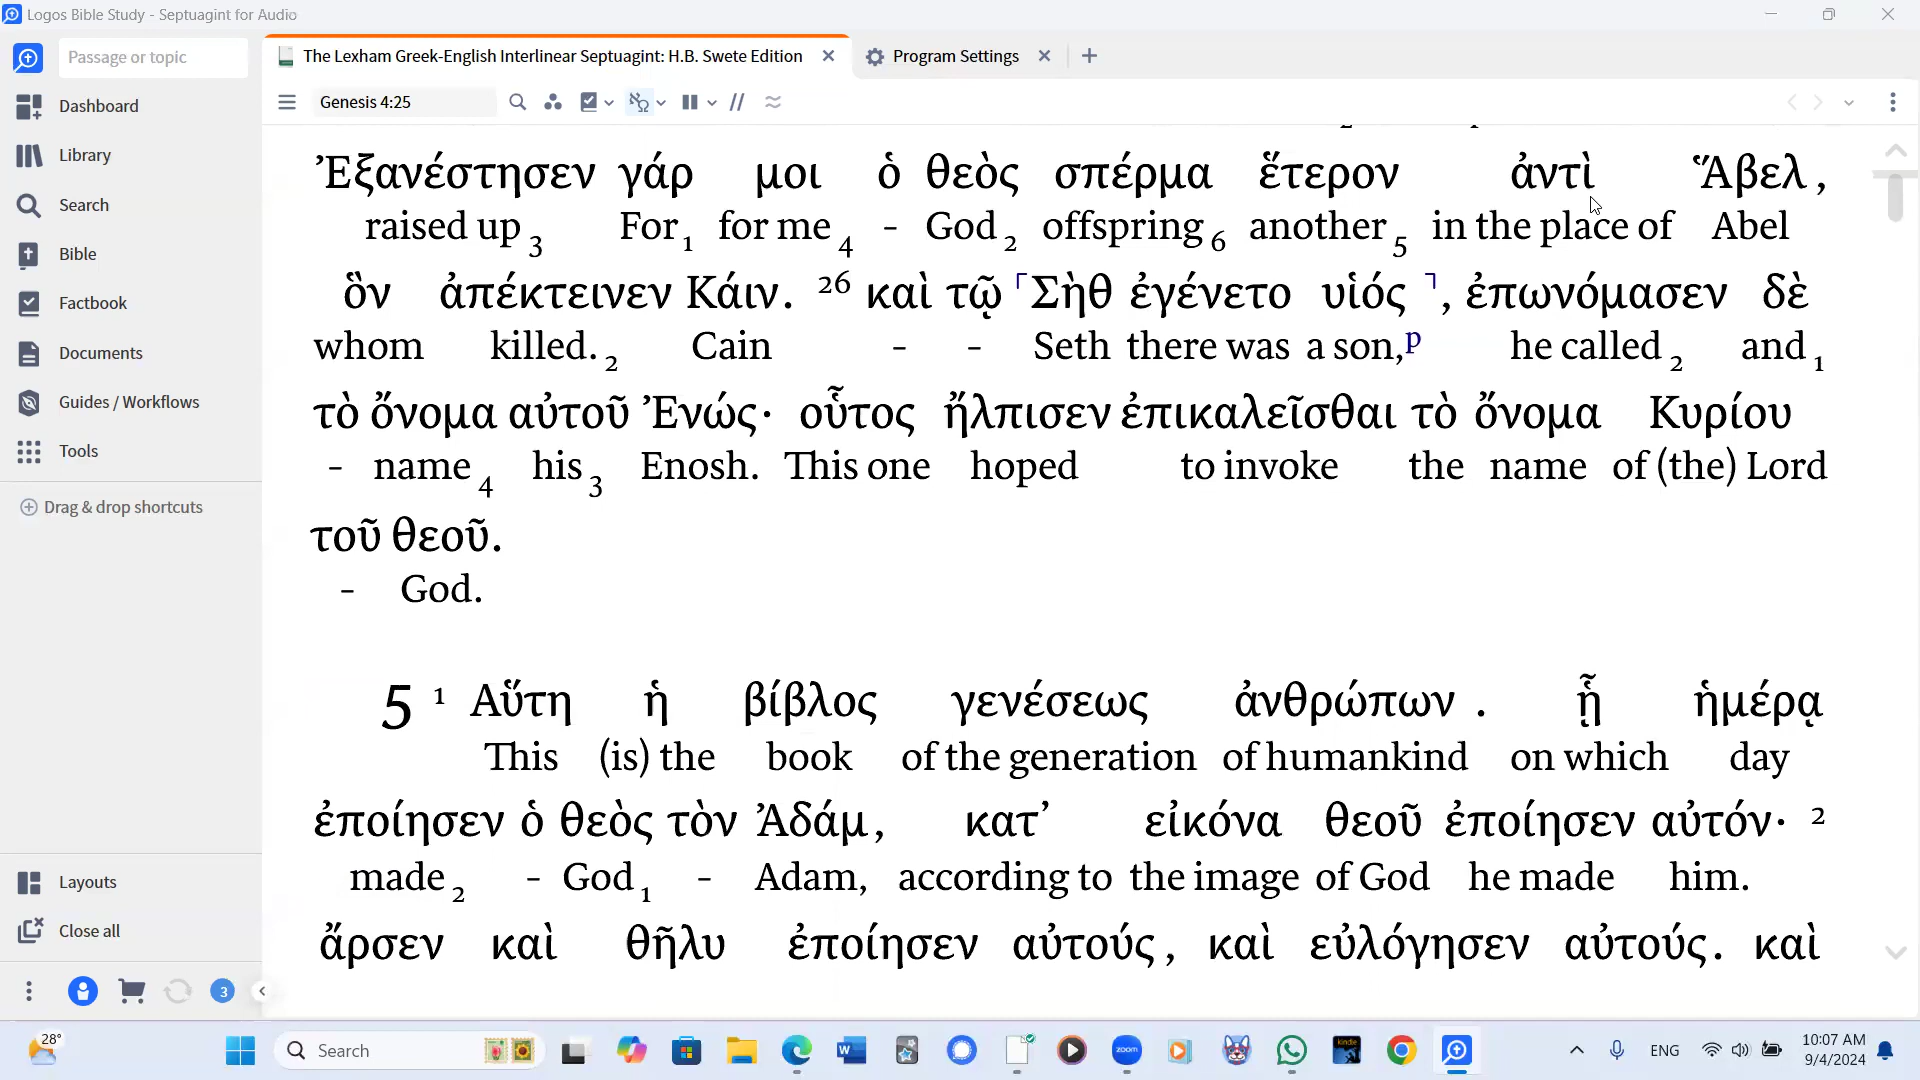 Logos Bible Study - Septuagint for Audio
Passage or topic
The Lexham Greek-English Interlinear Septuagint: H.B. Swete Edition
Program Settings
Dashboard
Library
Search
Bible
Factbook
Documents
Guides / Workflows
Tools
Drag & drop shortcuts
Layouts
Close all
3
Genesis 4:25
Ἐξανέστησεν γάρ μοι ὁ θεὸς σπέρμα ἕτερον ἀντὶ Ἅβελ,
raised up 3 For 1 for me 4 - God 2 offspring 6 another 5 in the place of Abel
ὃν ἀπέκτεινεν Κάιν. 26 καὶ τῷ ⌜Σὴθ ἐγένετο υἱός⌝, ἐπωνόμασεν δὲ
whom killed. 2 Cain - - Seth there was a son,p he called 2 and 1
τὸ ὄνομα αὐτοῦ Ἐνώς· οὗτος ἤλπισεν ἐπικαλεῖσθαι τὸ ὄνομα Κυρίου
- name 4 his 3 Enosh. This one hoped to invoke the name of (the) Lord
τοῦ θεοῦ.
- God.
5 1 Αὕτη ἡ βίβλος γενέσεως ἀνθρώπων . ᾗ ἡμέρᾳ
This (is) the book of the generation of humankind on which day
ἐποίησεν ὁ θεὸς τὸν Ἀδάμ, κατ’ εἰκόνα θεοῦ ἐποίησεν αὐτόν· 2
made 2 - God 1 - Adam, according to the image of God he made him.
ἄρσεν καὶ θῆλυ ἐποίησεν αὐτούς, καὶ εὐλόγησεν αὐτούς. καὶ
28°
Search
zoom
kindle
ENG
10:07 AM
9/4/2024